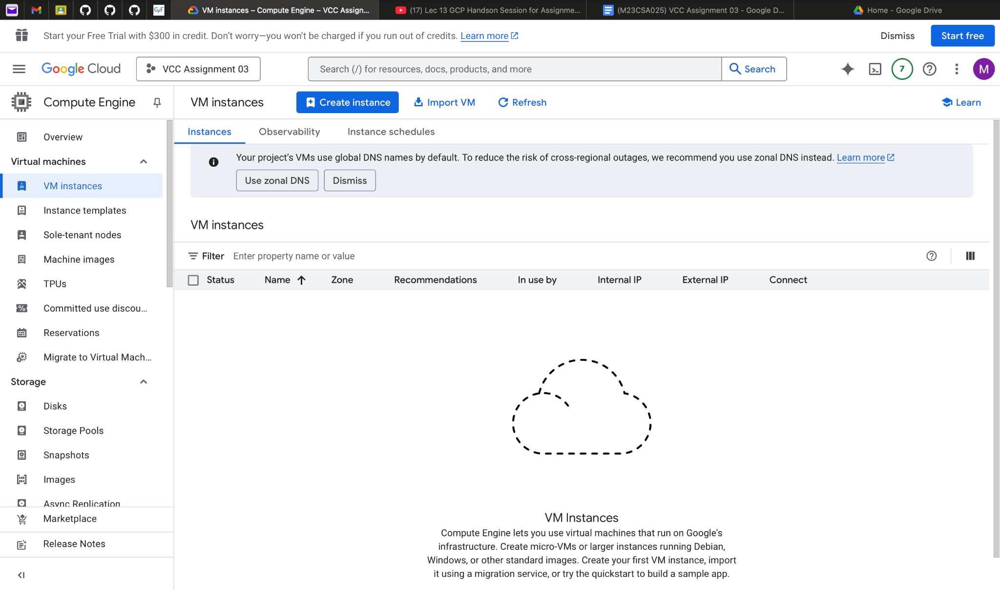 GyF
VM instances – Compute Engine – VCC Assign...
(17) Lec 13 GCP Handson Session for Assignme...
(M23CSA025) VCC Assignment 03 - Google D...
Home - Google Drive
Start your Free Trial with $300 in credit. Don’t worry—you won’t be charged if you run out of credits. Learn more
Dismiss
Start free
Google Cloud
VCC Assignment 03
Search (/) for resources, docs, products, and more
Search
7
M
Compute Engine
VM instances
Create instance
Import VM
Refresh
Learn
Overview
Virtual machines
VM instances
Instance templates
Sole-tenant nodes
Machine images
TPUs
Committed use discou...
Reservations
Migrate to Virtual Mach...
Storage
Disks
Storage Pools
Snapshots
Images
Async Replication
Marketplace
Release Notes
Instances
Observability
Instance schedules
Your project’s VMs use global DNS names by default. To reduce the risk of cross-regional outages, we recommend you use zonal DNS instead. Learn more
Use zonal DNS
Dismiss
VM instances
Filter Enter property name or value
Status Name Zone Recommendations In use by Internal IP External IP Connect
VM Instances
Compute Engine lets you use virtual machines that run on Google's
infrastructure. Create micro-VMs or larger instances running Debian,
Windows, or other standard images. Create your first VM instance, import
it using a migration service, or try the quickstart to build a sample app.